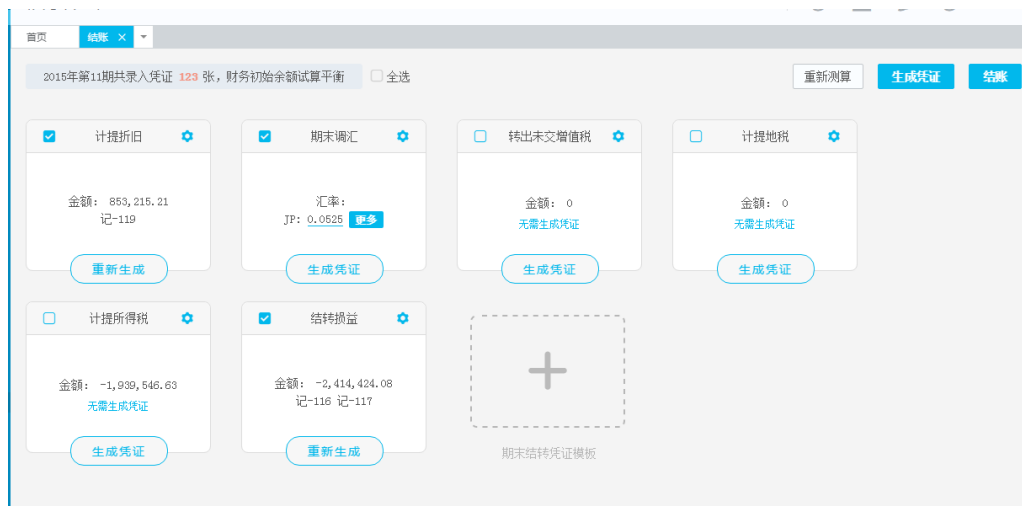 首页
结账 ×
2015年第11期共录入凭证 123 张，财务初始余额试算平衡
全选
重新测算
生成凭证
结账
计提折旧
金额： 853,215.21
记-119
重新生成
期末调汇
汇率：
JP: 0.0525 更多
生成凭证
转出未交增值税
金额： 0
无需生成凭证
生成凭证
计提地税
金额： 0
无需生成凭证
生成凭证
计提所得税
金额： -1,939,546.63
无需生成凭证
生成凭证
结转损益
金额： -2,414,424.08
记-116 记-117
重新生成
期末结转凭证模板